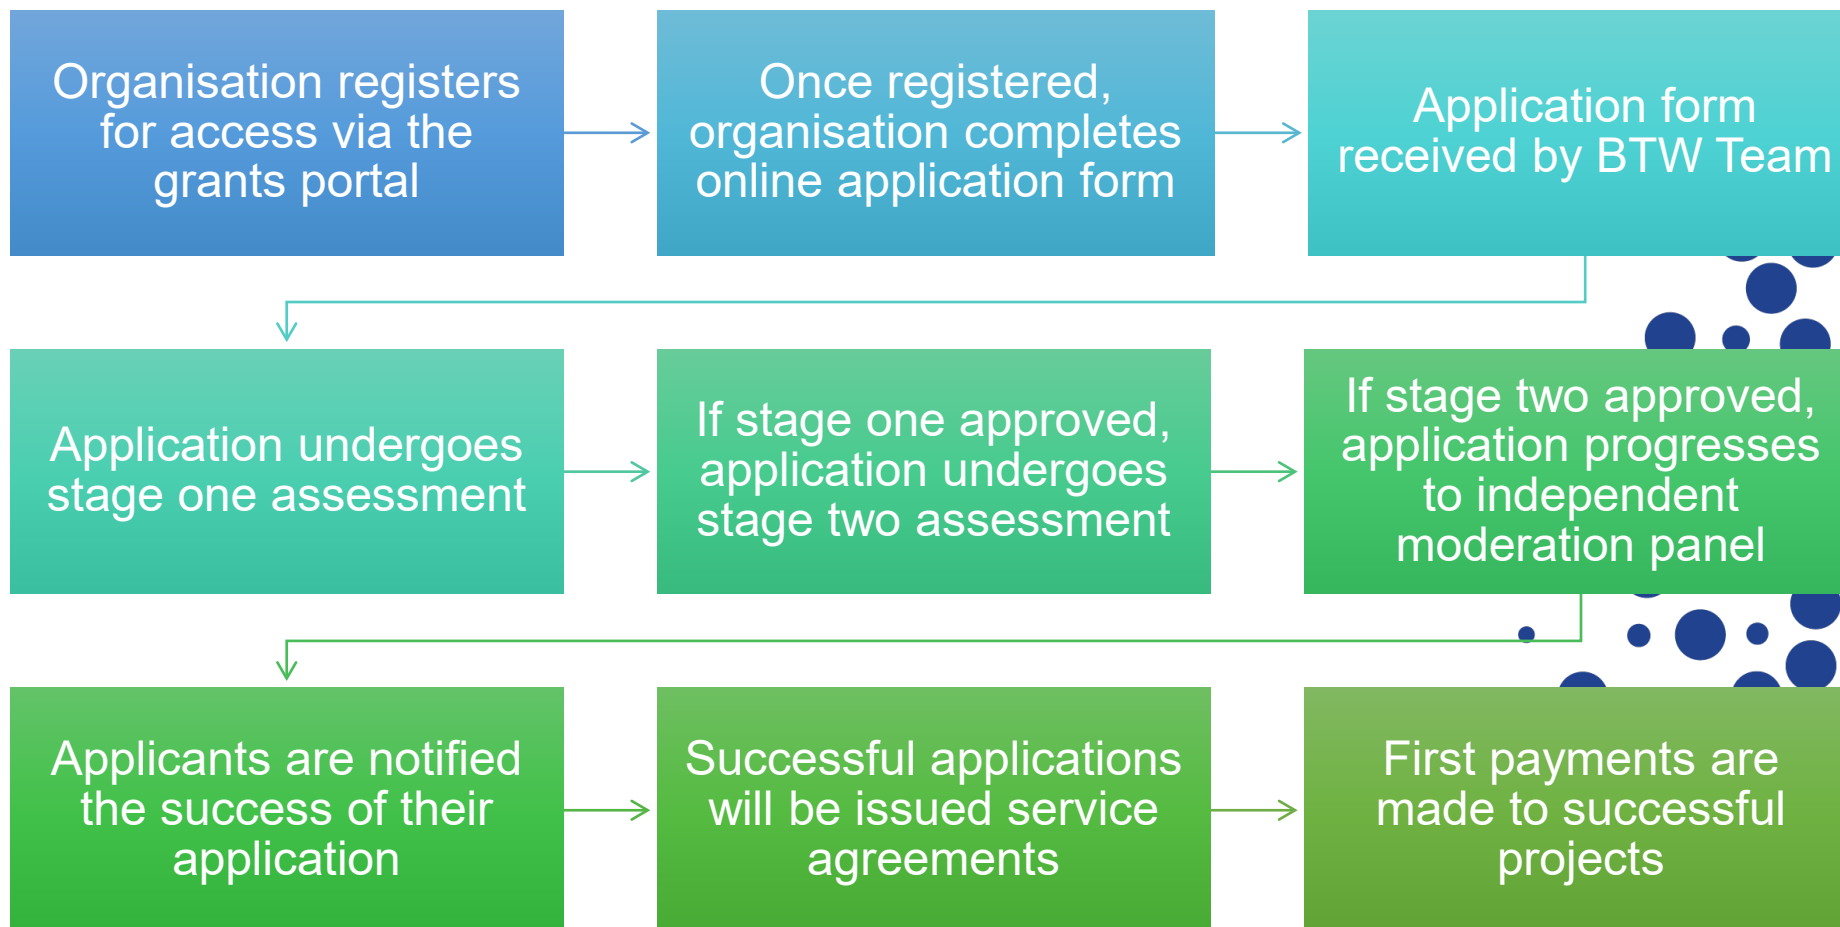 Organisation registers
for access via the
grants portal
Once registered,
organisation completes
online application form
Application form
received by BTW Team
Application undergoes
stage one assessment
If stage one approved,
application undergoes
stage two assessment
If stage two approved,
application progresses
to independent
moderation panel
Applicants are notified
the success of their
application
Successful applications
will be issued service
agreements
First payments are
made to successful
projects